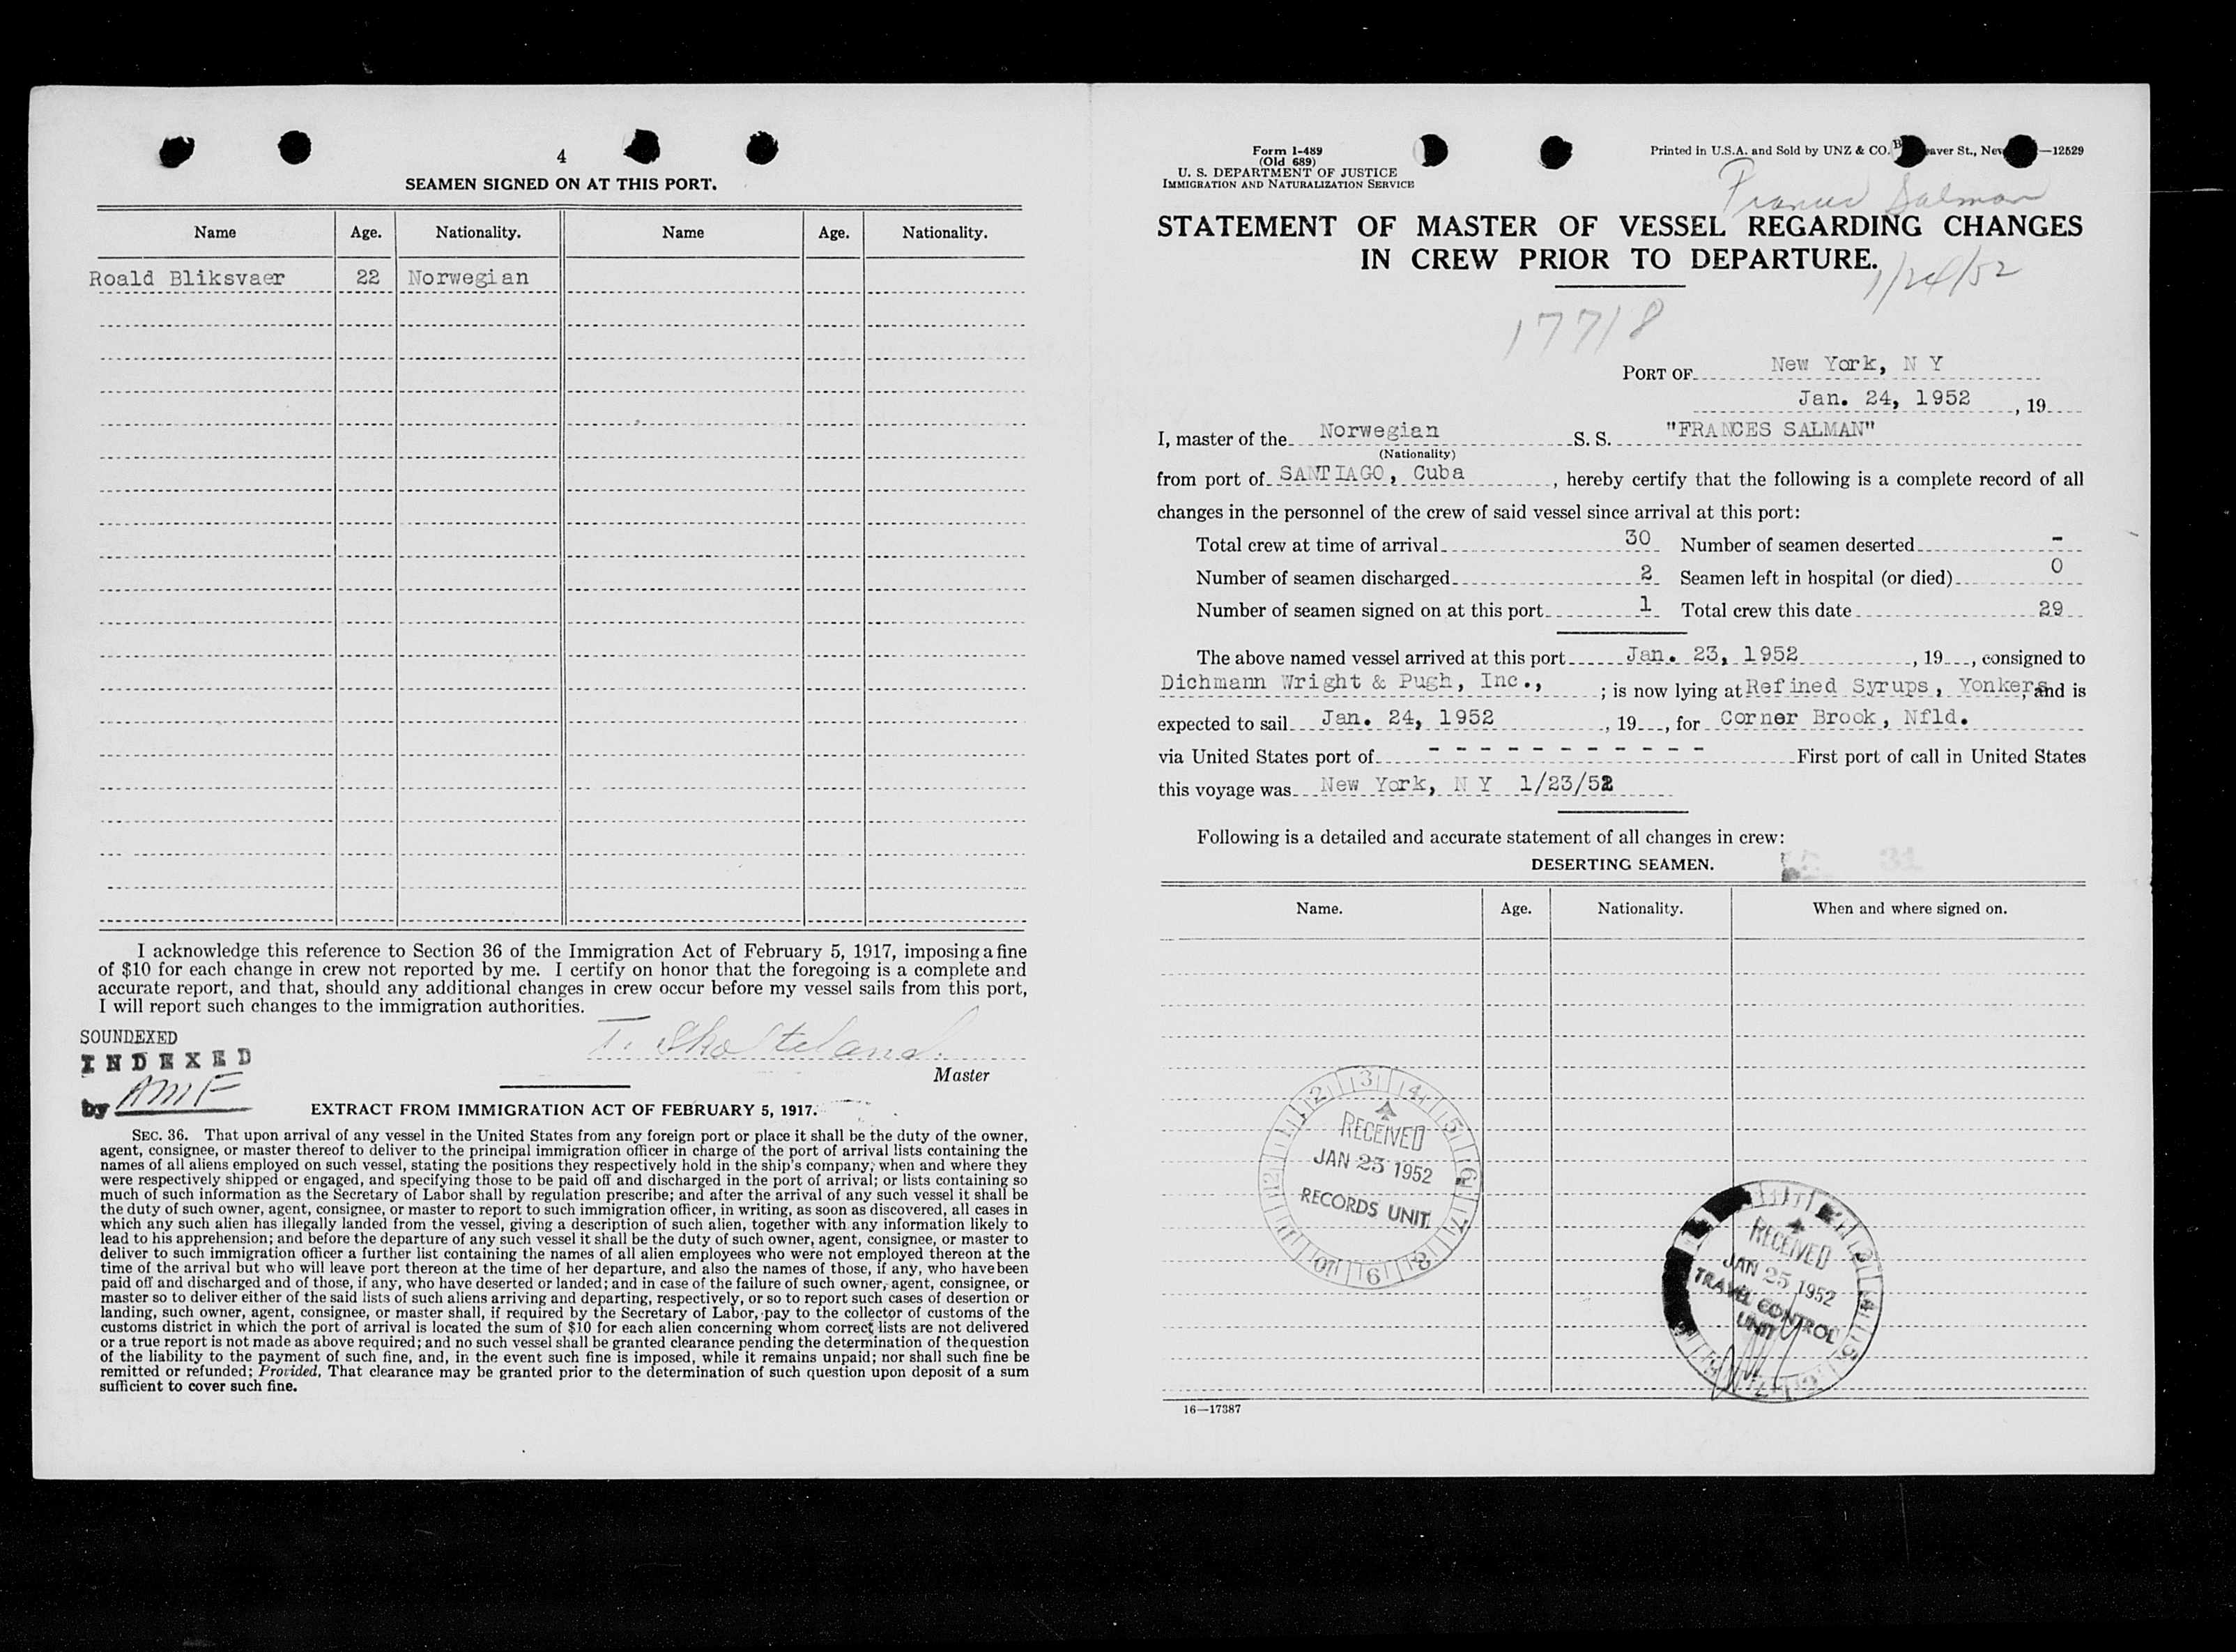 4
SEAMEN SIGNED ON AT THIS PORT.
Name Age. Nationality. Name Age. Nationality.
Roald Bliksvaer 22 Norwegian
I acknowledge this reference to Section 36 of the Immigration Act of February 5, 1917, imposing a fine
of $10 for each change in crew not reported by me. I certify on honor that the foregoing is a complete and
accurate report, and that, should any additional changes in crew occur before my vessel sails from this port,
I will report such changes to the immigration authorities.
SOUNDEXED
INDEXED
by AMF
Master
EXTRACT FROM IMMIGRATION ACT OF FEBRUARY 5, 1917.
SEC. 36. That upon arrival of any vessel in the United States from any foreign port or place it shall be the duty of the owner,
agent, consignee, or master thereof to deliver to the principal immigration officer in charge of the port of arrival lists containing the
names of all aliens employed on such vessel, stating the positions they respectively hold in the ship's company, when and where they
were respectively shipped or engaged, and specifying those to be paid off and discharged in the port of arrival; or lists containing so
much of such information as the Secretary of Labor shall by regulation prescribe; and after the arrival of any such vessel it shall be
the duty of such owner, agent, consignee, or master to report to such immigration officer, in writing, as soon as discovered, all cases in
which any such alien has illegally landed from the vessel, giving a description of such alien, together with any information likely to
lead to his apprehension; and before the departure of any such vessel it shall be the duty of such owner, agent, consignee, or master to
deliver to such immigration officer a further list containing the names of all alien employees who were not employed thereon at the
time of the arrival but who will leave port thereon at the time of her departure, and also the names of those, if any, who have been
paid off and discharged and of those, if any, who have deserted or landed; and in case of the failure of such owner, agent, consignee, or
master so to deliver either of the said lists of such aliens arriving and departing, respectively, or so to report such cases of desertion or
landing, such owner, agent, consignee, or master shall, if required by the Secretary of Labor, pay to the collector of customs of the
customs district in which the port of arrival is located the sum of $10 for each alien concerning whom correct lists are not delivered
or a true report is not made as above required; and no such vessel shall be granted clearance pending the determination of the question
of the liability to the payment of such fine, and, in the event such fine is imposed, while it remains unpaid; nor shall such fine be
remitted or refunded; Provided, That clearance may be granted prior to the determination of such question upon deposit of a sum
sufficient to cover such fine.
Form I-489
(Old 689)
U. S. DEPARTMENT OF JUSTICE
IMMIGRATION AND NATURALIZATION SERVICE
Printed in U.S.A. and Sold by UNZ & CO. St., —12529
Frances Salman
STATEMENT OF MASTER OF VESSEL REGARDING CHANGES
IN CREW PRIOR TO DEPARTURE.
1/24/52
17718
PORT OF New York, N Y
Jan. 24, 1952 , 19
I, master of the Norwegian S. S. "FRANCES SALMAN"
(Nationality)
from port of SANTIAGO, Cuba , hereby certify that the following is a complete record of all
changes in the personnel of the crew of said vessel since arrival at this port:
Total crew at time of arrival 30 Number of seamen deserted -
Number of seamen discharged 2 Seamen left in hospital (or died) 0
Number of seamen signed on at this port 1 Total crew this date 29
The above named vessel arrived at this port Jan. 23, 1952 , 19 , consigned to
Dichmann Wright & Pugh, Inc., ; is now lying at Refined Syrups, Yonkers, and is
expected to sail Jan. 24, 1952 , 19 , for Corner Brook, Nfld.
via United States port of - - - - - - - - - - - First port of call in United States
this voyage was New York, N Y 1/23/52
Following is a detailed and accurate statement of all changes in crew:
DESERTING SEAMEN.
31
Name. Age. Nationality. When and where signed on.
RECEIVED
JAN 25 1952
RECORDS UNIT.
RECEIVED
JAN 25 1952
TRAVEL CONTROL
UNIT
16—17387